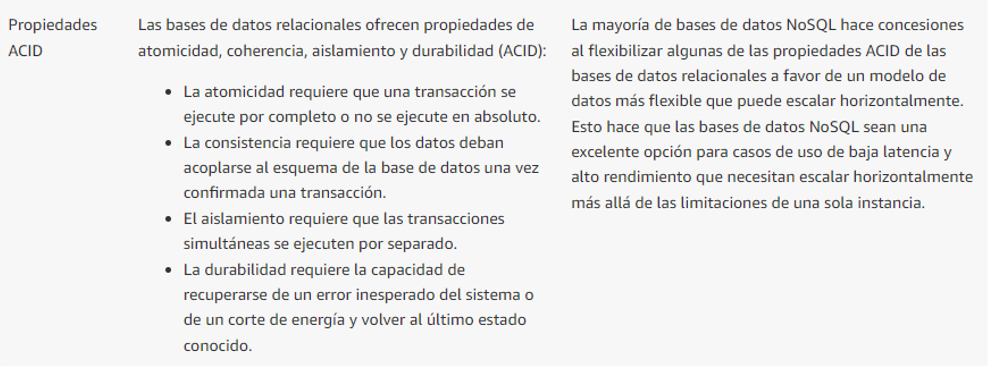 Propiedades
ACID
Las bases de datos relacionales ofrecen propiedades de
atomicidad, coherencia, aislamiento y durabilidad (ACID):
• La atomicidad requiere que una transacción se
ejecute por completo o no se ejecute en absoluto.
• La consistencia requiere que los datos deban
acoplarse al esquema de la base de datos una vez
confirmada una transacción.
• El aislamiento requiere que las transacciones
simultáneas se ejecuten por separado.
• La durabilidad requiere la capacidad de
recuperarse de un error inesperado del sistema o
de un corte de energía y volver al último estado
conocido.
La mayoría de bases de datos NoSQL hace concesiones
al flexibilizar algunas de las propiedades ACID de las
bases de datos relacionales a favor de un modelo de
datos más flexible que puede escalar horizontalmente.
Esto hace que las bases de datos NoSQL sean una
excelente opción para casos de uso de baja latencia y
alto rendimiento que necesitan escalar horizontalmente
más allá de las limitaciones de una sola instancia.